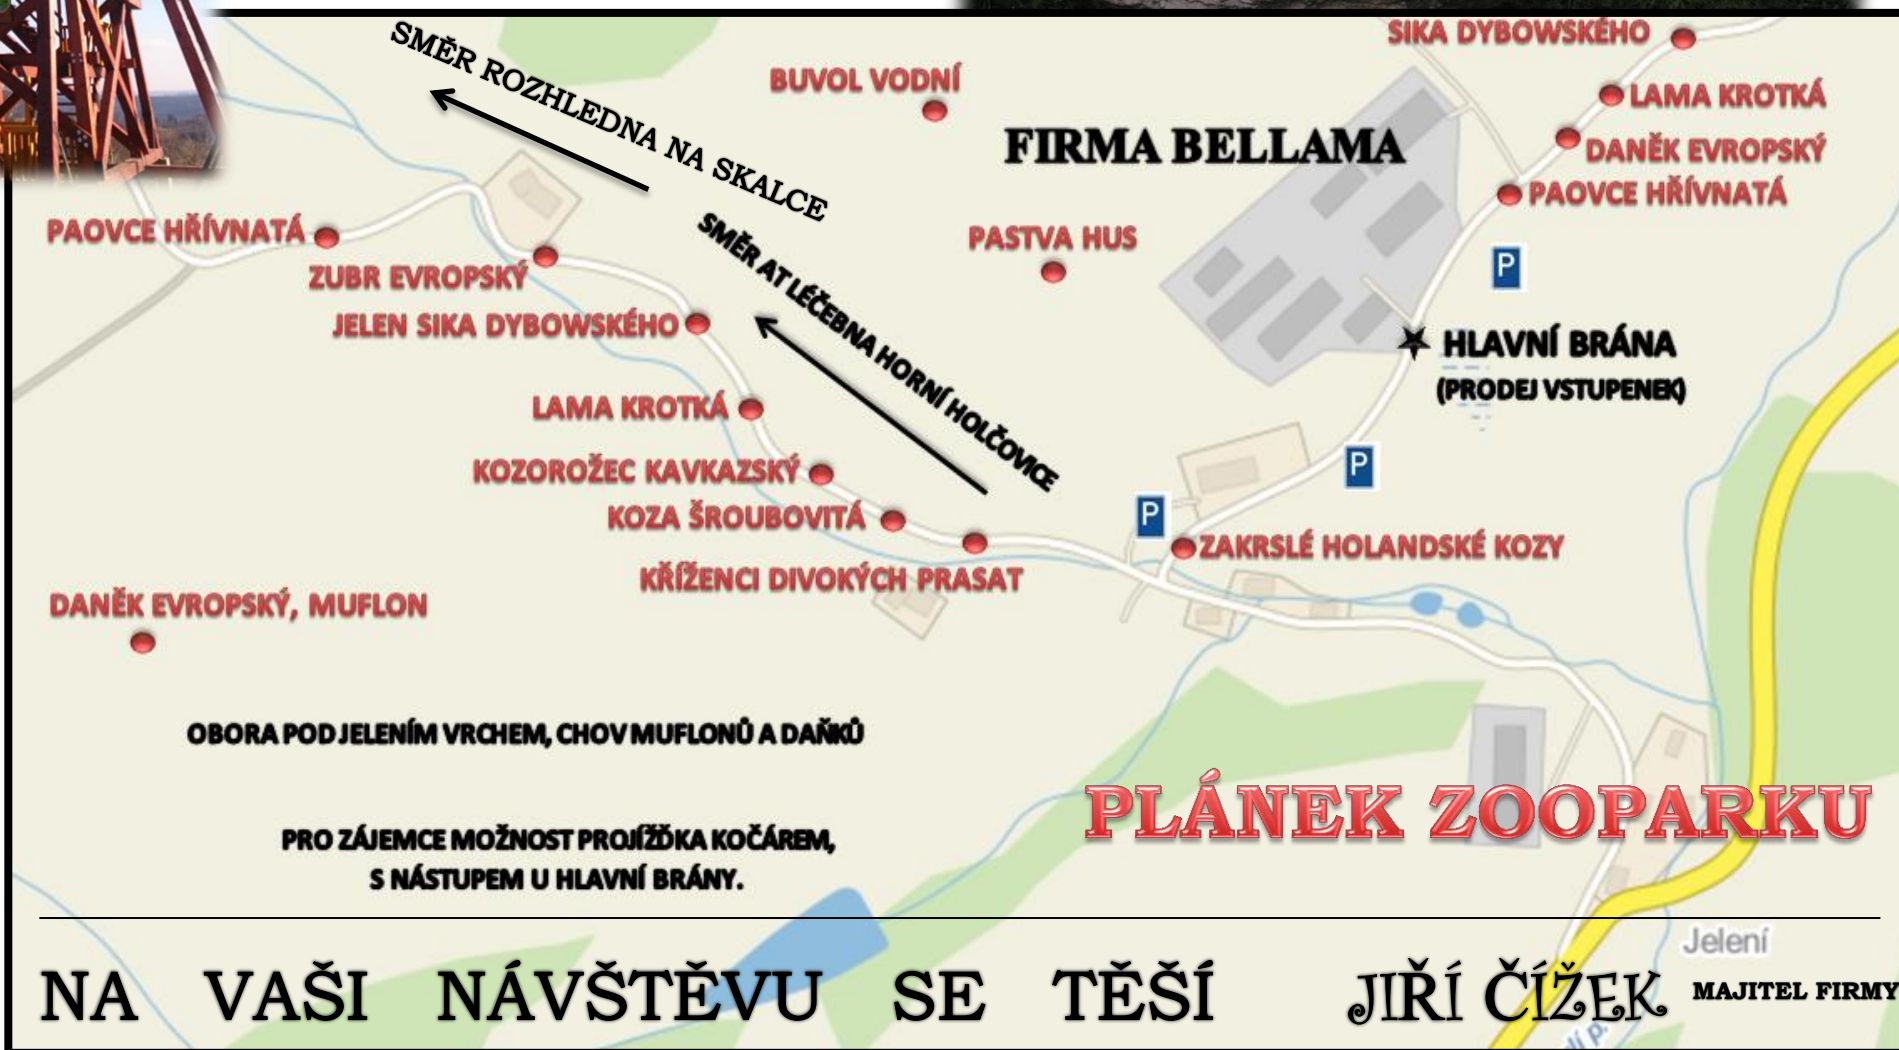 SMĚR ROZHLEDNA NA SKALCE
SIKA DYBOWSKÉHO
BUVOL VODNÍ
LAMA KROTKÁ
FIRMA BELLAMA
DANĚK EVROPSKÝ
PAOVCE HŘÍVNATÁ
PAOVCE HŘÍVNATÁ
SMĚR AT LÉČEBNA HORNÍ HOLČOVICE
PASTVA HUS
ZUBR EVROPSKÝ
P
JELEN SIKA DYBOWSKÉHO
HLAVNÍ BRÁNA
(PRODEJ VSTUPENEK)
LAMA KROTKÁ
KOZOROŽEC KAVKAZSKÝ
P
KOZA ŠROUBOVITÁ
P
ZAKRSLÉ HOLANDSKÉ KOZY
KŘÍŽENCI DIVOKÝCH PRASAT
DANĚK EVROPSKÝ, MUFLON
OBORA POD JELENÍM VRCHEM, CHOV MUFLONŮ A DAŇKŮ
PLÁNEK ZOOPARKU
PRO ZÁJEMCE MOŽNOST PROJÍŽĎKA KOČÁREM,
S NÁSTUPEM U HLAVNÍ BRÁNY.
Jelení
NA VAŠI NÁVŠTĚVU SE TĚŠÍ JIŘÍ ČÍŽEK MAJITEL FIRMY